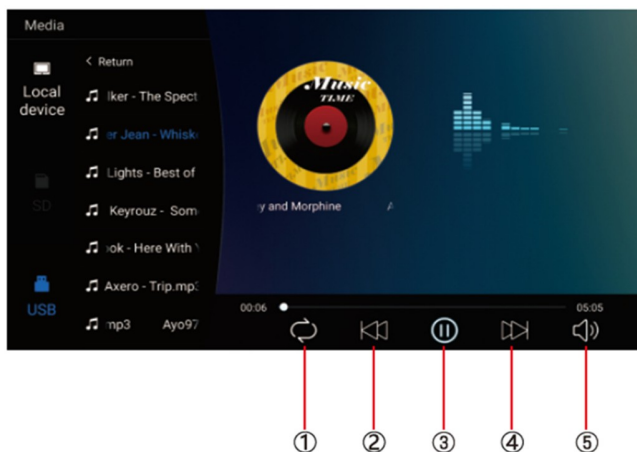 Media
Local
device
SD
USB
< Return
lker - The Spect
er Jean - Whisk
Lights - Best of
Keyrouz - Som
ok - Here With
Axero - Trip.mp3
mp3 Ayo97
Music
TIME
y and Morphine A
00:06
05:05
① ② ③ ④ ⑤